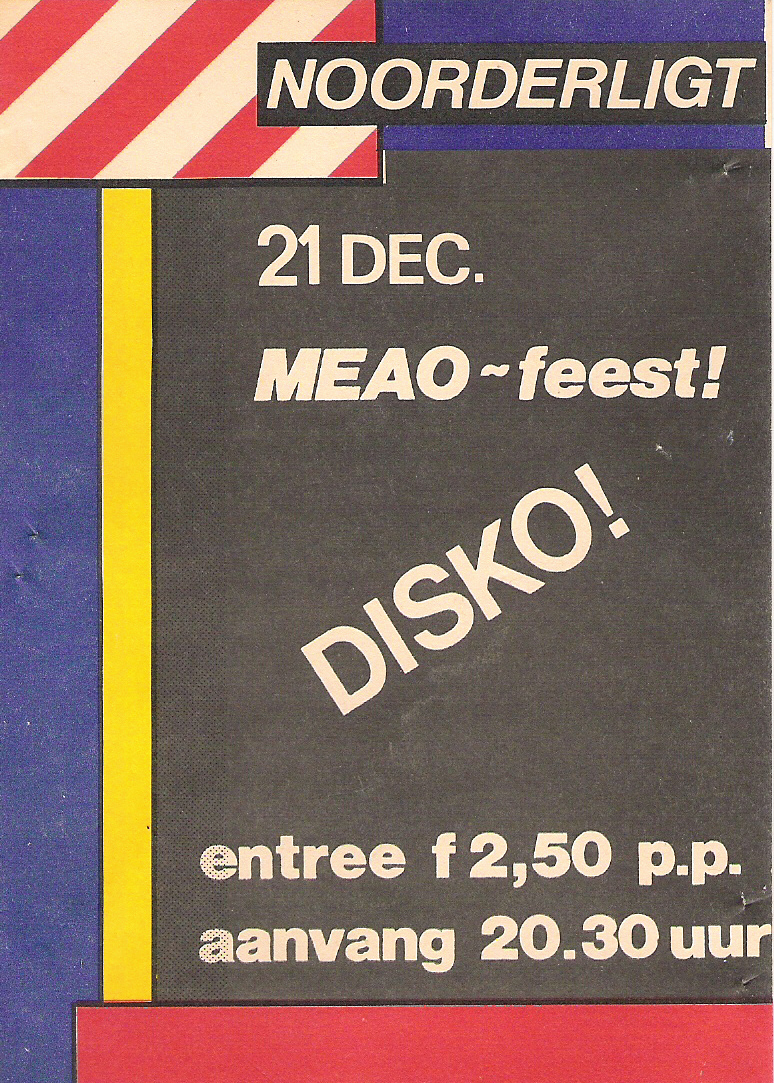 NOORDERLIGT
21 DEC.
MEAO ~ feest!
DISKO!
entree f 2,50 p.p.
aanvang 20.30 uur